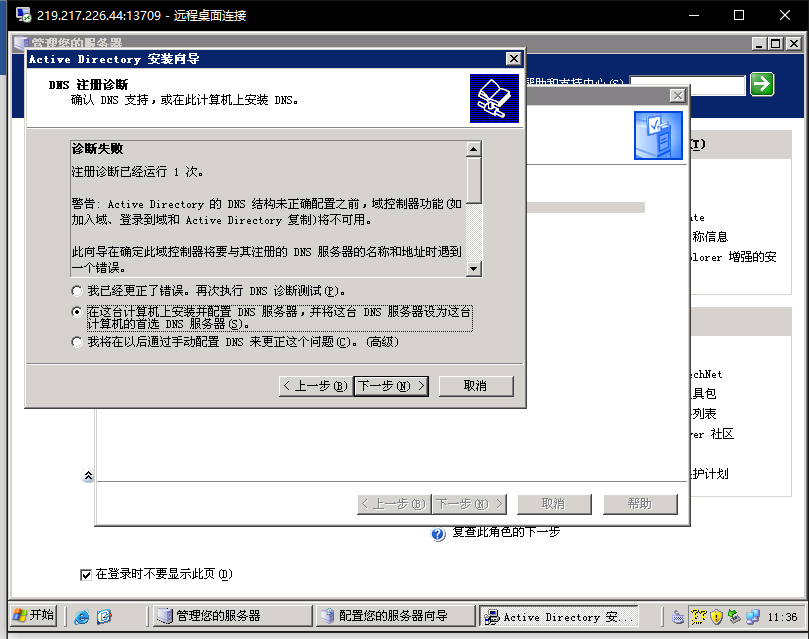 219.217.226.44:13709 - 远程桌面连接
管理您的服务器
Active Directory 安装向导
DNS 注册诊断
确认 DNS 支持，或在此计算机上安装 DNS。
帮助和支持中心(S)
诊断失败
注册诊断已经运行 1 次。
警告: Active Directory 的 DNS 结构未正确配置之前，域控制器功能(如
加入域、登录到域和 Active Directory 复制)将不可用。
此向导在确定此域控制器将要与其注册的 DNS 服务器的名称和地址时遇到
一个错误。
我已经更正了错误。再次执行 DNS 诊断测试(P)。
在这台计算机上安装并配置 DNS 服务器，并将这台 DNS 服务器设为这台
计算机的首选 DNS 服务器(S)。
我将在以后通过手动配置 DNS 来更正这个问题(C)。(高级)
< 上一步(B) 下一步(N) > 取消
(T)
ate
称信息
plorer 增强的安
echNet
具包
列表
ver 社区
护计划
< 上一步(B) 下一步(N) > 取消 帮助
复查此角色的下一步
在登录时不要显示此页(D)
开始 管理您的服务器 配置您的服务器向导 Active Directory 安... 11:36